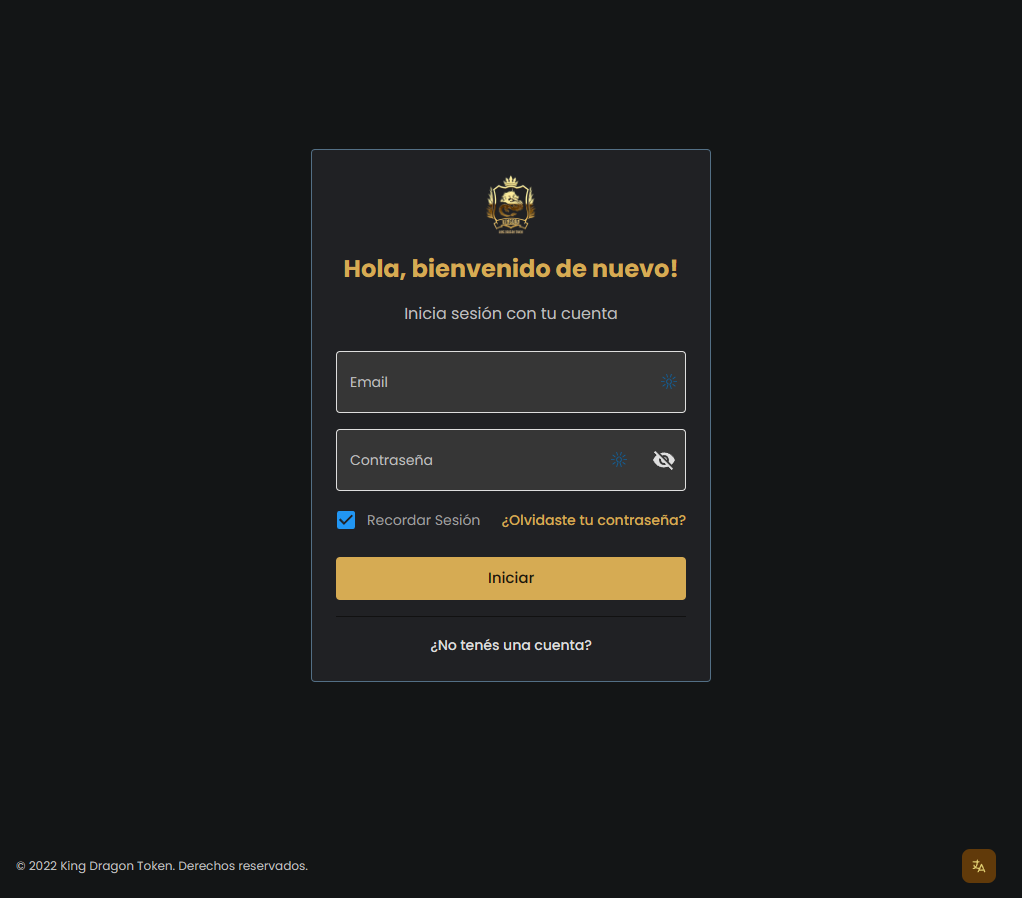 Hola, bienvenido de nuevo!
Inicia sesión con tu cuenta
Email
Contraseña
Recordar Sesión ¿Olvidaste tu contraseña?
Iniciar
¿No tenés una cuenta?
© 2022 King Dragon Token. Derechos reservados.